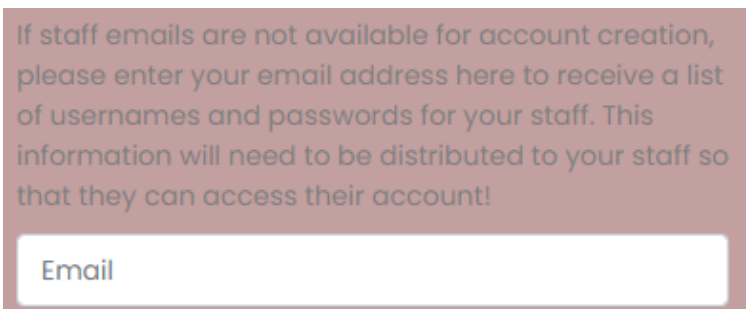 If staff emails are not available for account creation,
please enter your email address here to receive a list
of usernames and passwords for your staff. This
information will need to be distributed to your staff so
that they can access their account!
Email